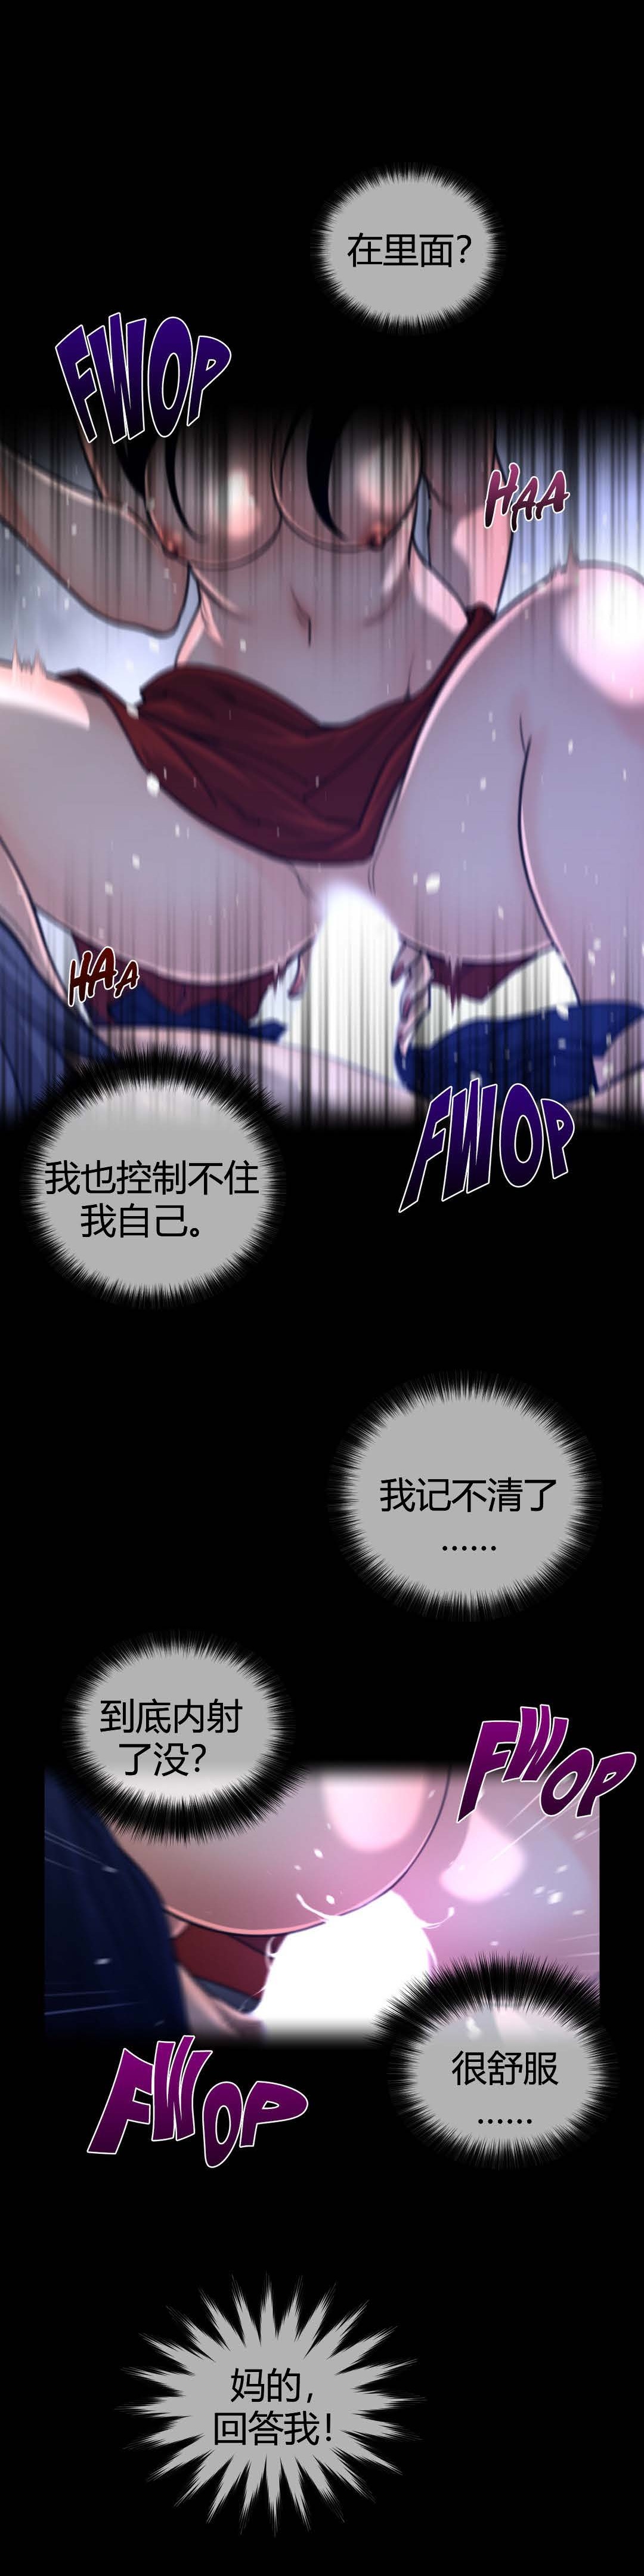 在里面？
FWOP
HAA
HAA
FWOP
我也控制不住
我自己。
我记不清了
……
到底内射
了没？
FWOP
很舒服
……
FWOP
妈的，
回答我！